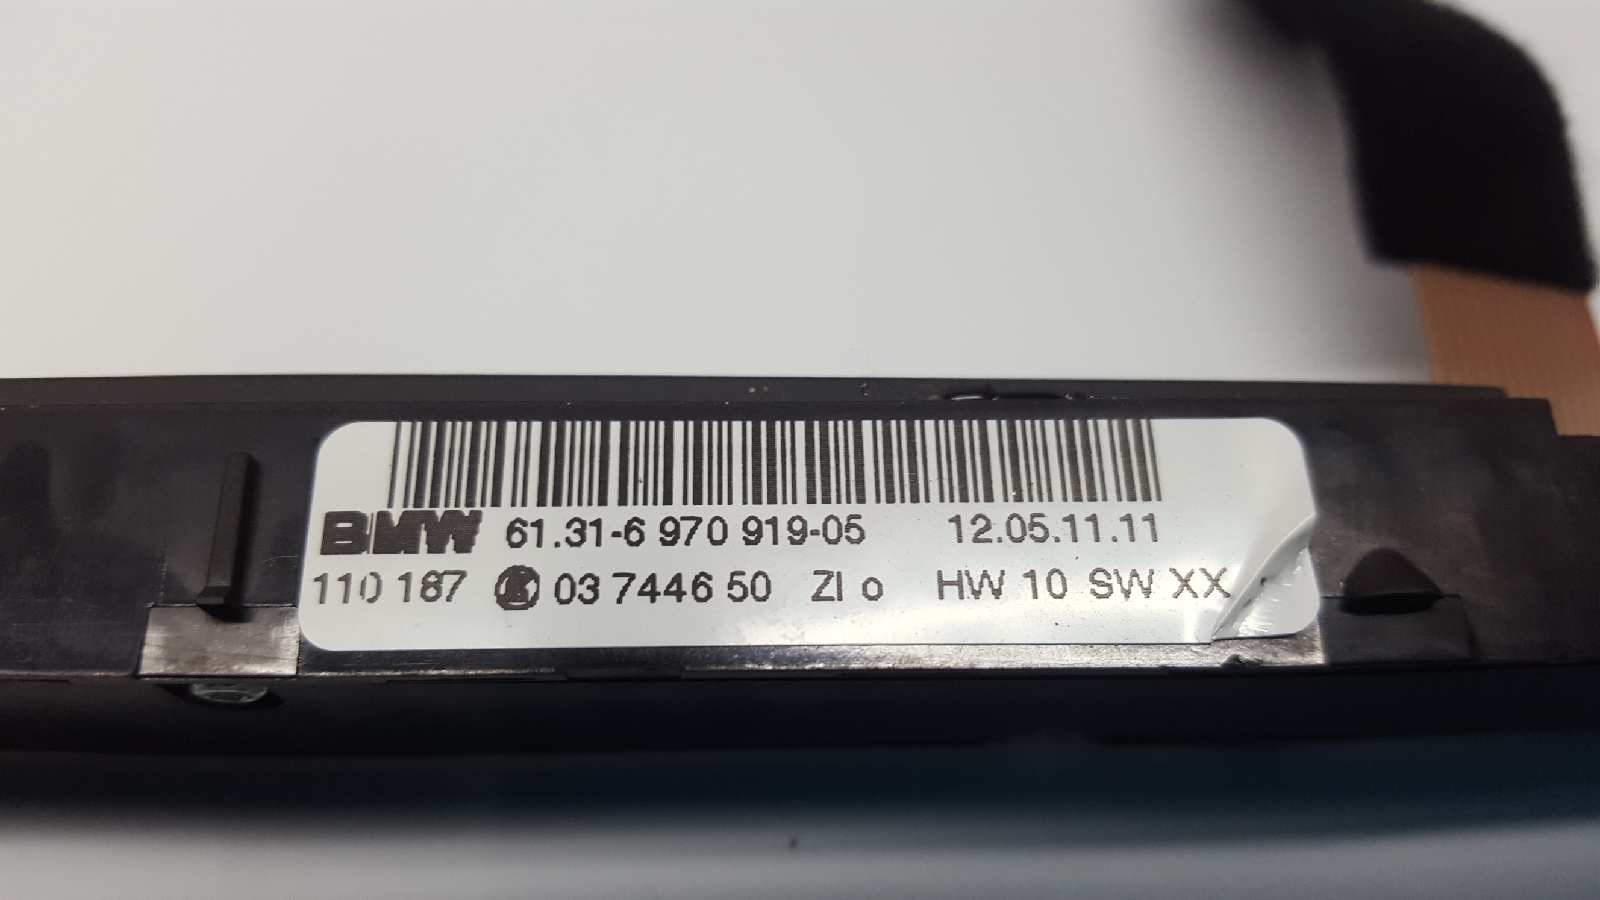 BMW 61.31-6 970 919-05 12.05.11.11
110 187 K 03 7446 50 ZI o HW 10 SW XX